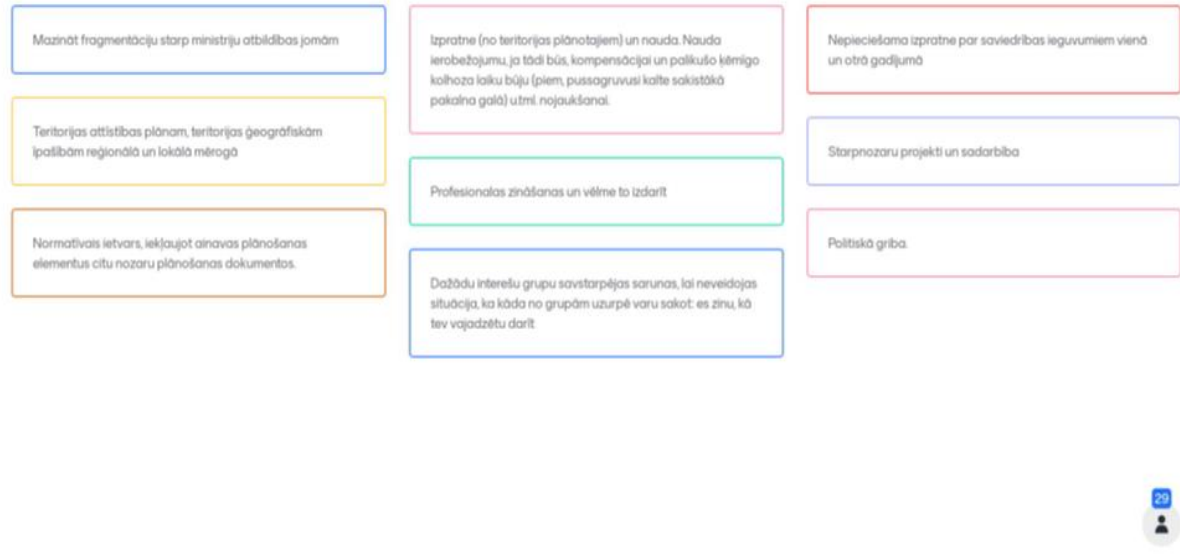 Mazināt fragmentāciju starp ministriju atbildības jomām
Teritorijas attīstības plānam, teritorijas ģeogrāfiskām
īpašībām reģionālā un lokālā mērogā
Normatīvais ietvars, iekļaujot ainavas plānošanas
elementus citu nozaru plānošanas dokumentos.
Izpratne (no teritorijas plānotajiem) un nauda. Nauda
ierobežojumu, ja tādi būs, kompensācijai un palikušo ķēmīgo
kolhoza laiku būju (piem, pussagruvusi kalte sakistākā
pakalna galā) u.tml. nojaukšanai.
Profesionalas zināšanas un vēlme to izdarīt
Dažādu interešu grupu savstarpējas sarunas, lai neveidojas
situācija, ka kāda no grupām uzurpē varu sakot: es zinu, kā
tev vajadzētu darīt
Nepieciešama izpratne par saviedrības ieguvumiem vienā
un otrā gadījumā
Starpnozaru projekti un sadarbība
Politiskā griba.
29